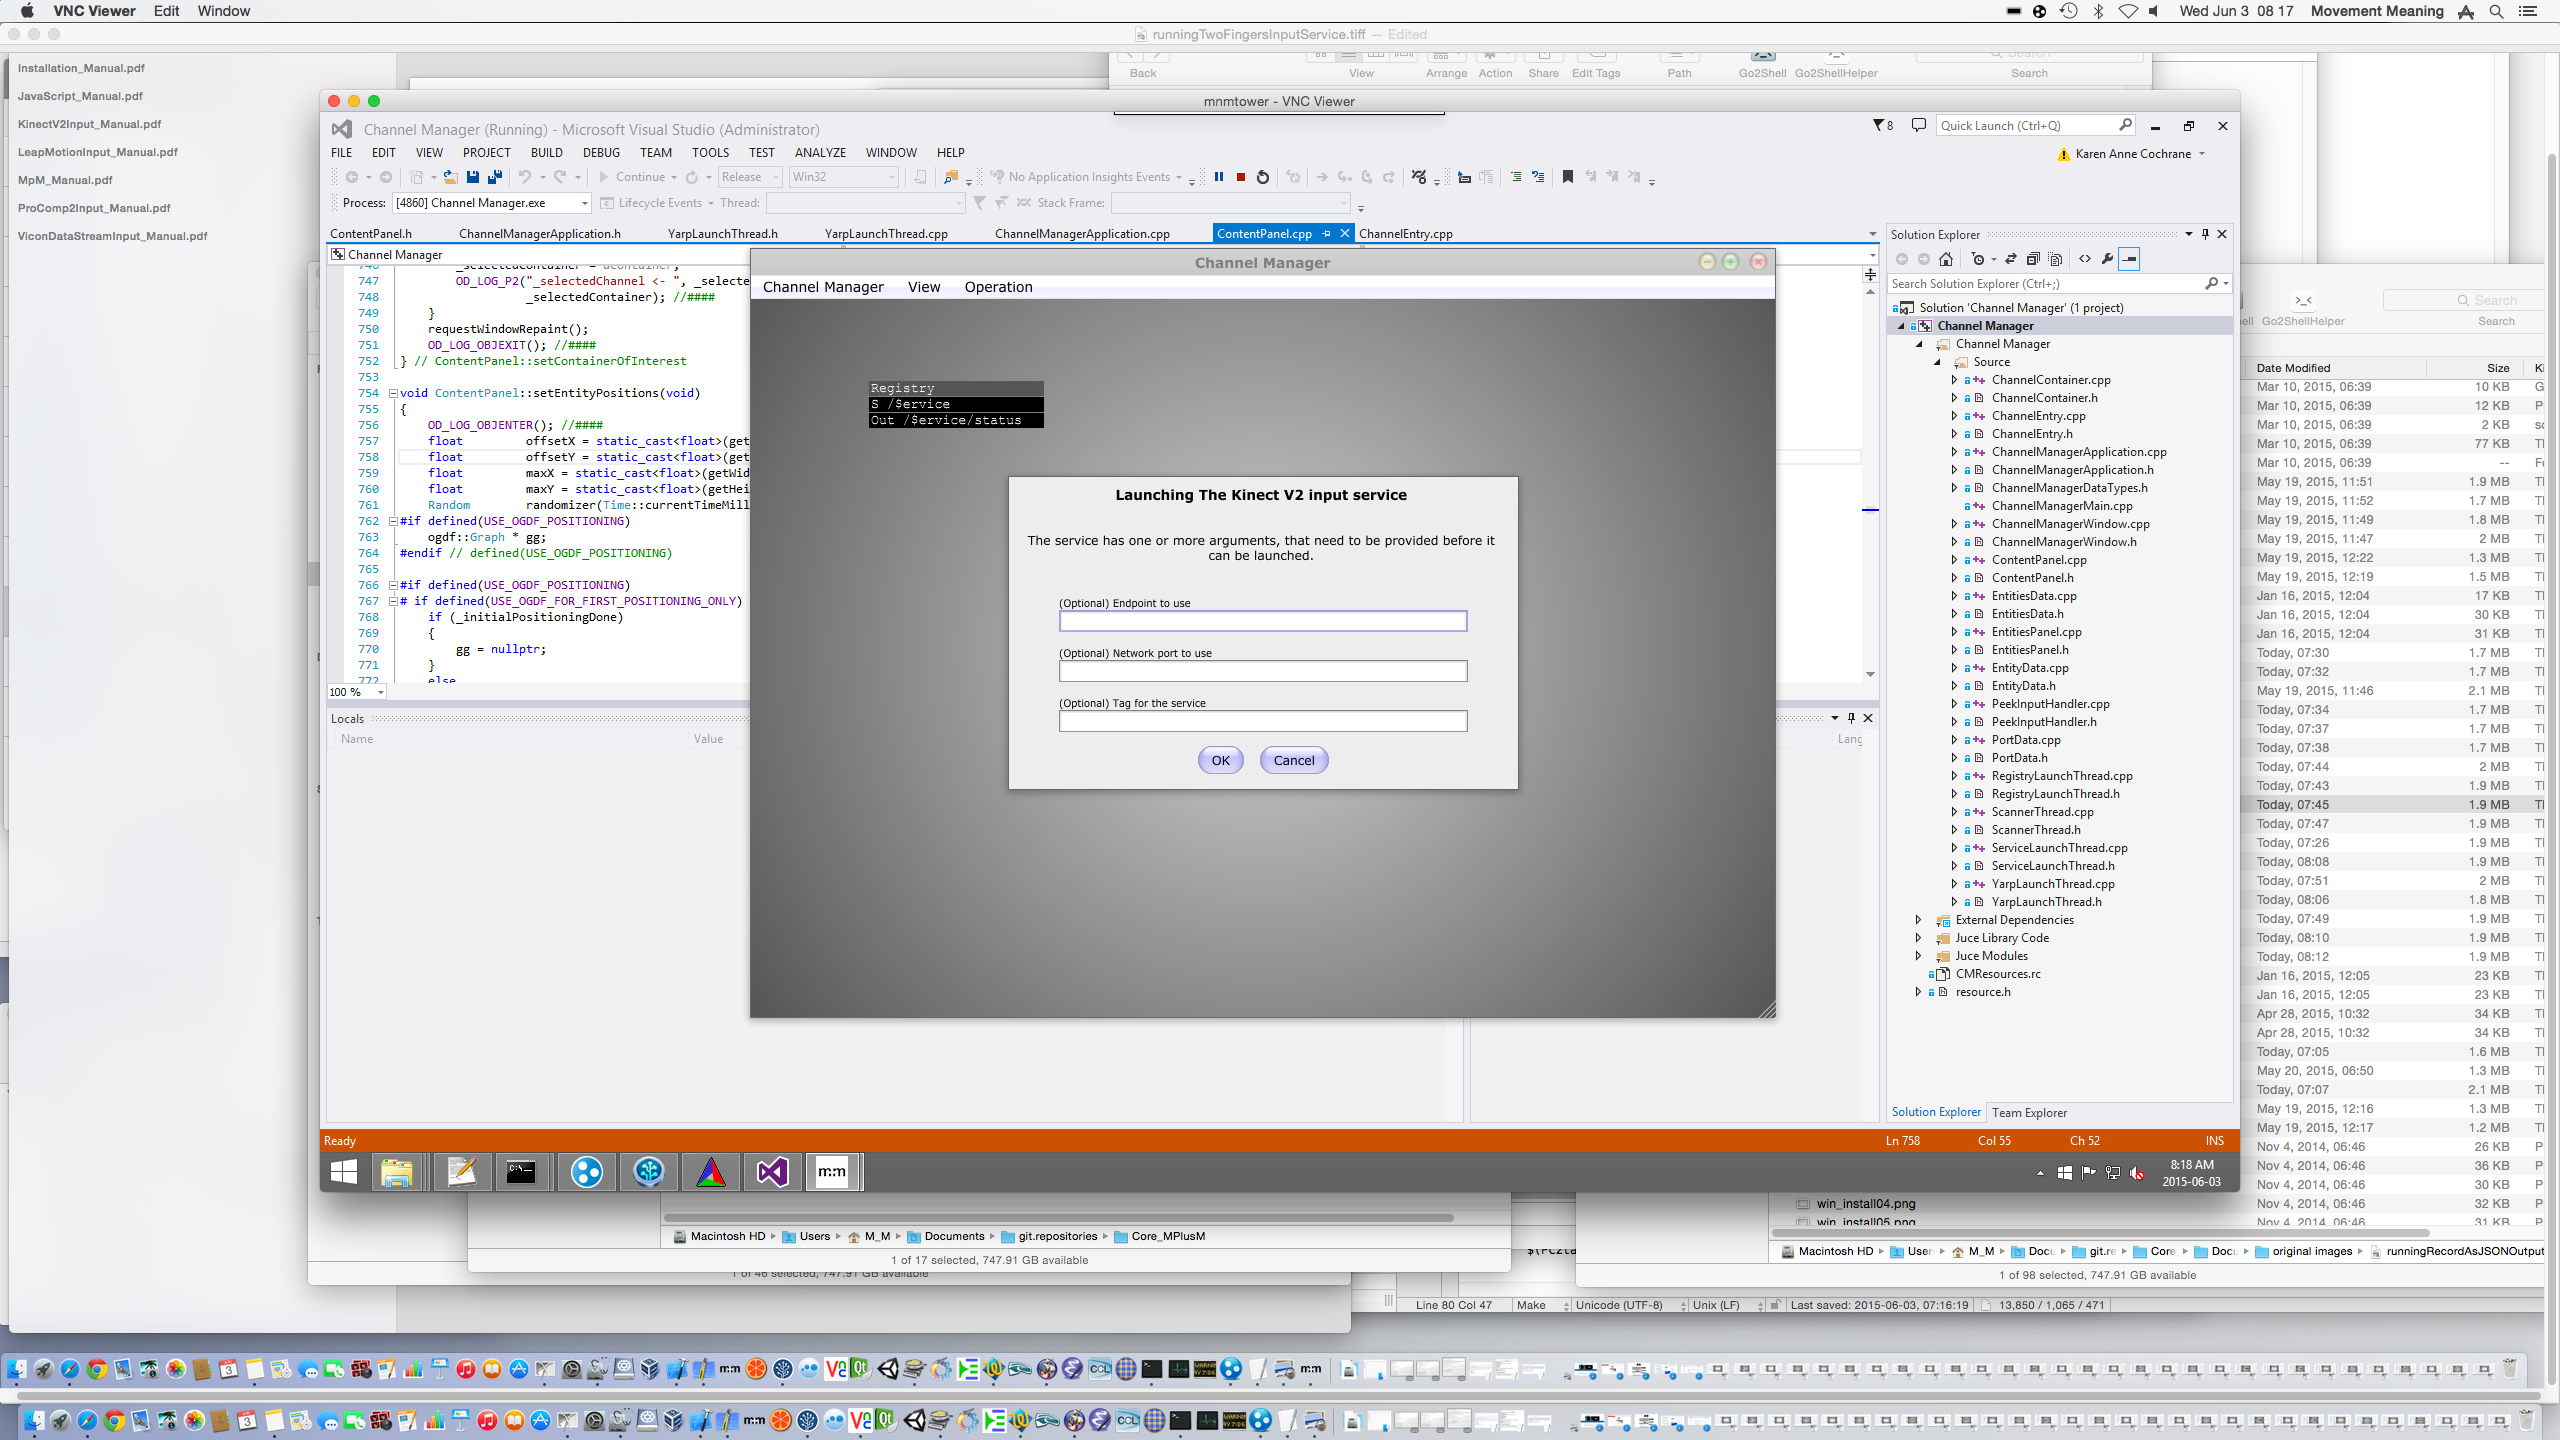 VNC Viewer Edit Window
Wed Jun 3 08 17 Movement Meaning
runningTwoFingersInputService.tiff — Edited
Installation_Manual.pdf
JavaScript_Manual.pdf
KinectV2Input_Manual.pdf
LeapMotionInput_Manual.pdf
MpM_Manual.pdf
ProComp2Input_Manual.pdf
ViconDataStreamInput_Manual.pdf
Back View Arrange Action Share Edit Tags Path Go2Shell Go2ShellHelper Search
mnmtower - VNC Viewer
Channel Manager (Running) - Microsoft Visual Studio (Administrator)
8 Quick Launch (Ctrl+Q)
FILE EDIT VIEW PROJECT BUILD DEBUG TEAM TOOLS TEST ANALYZE WINDOW HELP
Karen Anne Cochrane
Continue Release Win32 No Application Insights Events
Process: [4860] Channel Manager.exe Lifecycle Events Thread: Stack Frame:
ContentPanel.h ChannelManagerApplication.h YarpLaunchThread.h YarpLaunchThread.cpp ChannelManagerApplication.cpp ContentPanel.cpp ChannelEntry.cpp
Channel Manager
746 _selectedContainer = aContainer;
747 OD_LOG_P2("_selectedChannel <- ", _selecte
748 _selectedContainer); //####
749 }
750 requestWindowRepaint();
751 OD_LOG_OBJEXIT(); //####
752 } // ContentPanel::setContainerOfInterest
753
754 void ContentPanel::setEntityPositions(void)
755 {
756 OD_LOG_OBJENTER(); //####
757 float offsetX = static_cast<float>(get
758 float offsetY = static_cast<float>(get
759 float maxX = static_cast<float>(getWid
760 float maxY = static_cast<float>(getHei
761 Random randomizer(Time::currentTimeMill
762 #if defined(USE_OGDF_POSITIONING)
763 ogdf::Graph * gg;
764 #endif // defined(USE_OGDF_POSITIONING)
765
766 #if defined(USE_OGDF_POSITIONING)
767 # if defined(USE_OGDF_FOR_FIRST_POSITIONING_ONLY)
768 if (_initialPositioningDone)
769 {
770 gg = nullptr;
771 }
772 else
100 %
Locals
Name Value
Lang
Channel Manager
Channel Manager View Operation
Registry
S /$ervice
Out /$ervice/status
Launching The Kinect V2 input service
The service has one or more arguments, that need to be provided before it
can be launched.
(Optional) Endpoint to use
(Optional) Network port to use
(Optional) Tag for the service
OK Cancel
Solution Explorer
Search Solution Explorer (Ctrl+;)
Solution 'Channel Manager' (1 project)
Channel Manager
Channel Manager
Source
ChannelContainer.cpp
ChannelContainer.h
ChannelEntry.cpp
ChannelEntry.h
ChannelManagerApplication.cpp
ChannelManagerApplication.h
ChannelManagerDataTypes.h
ChannelManagerMain.cpp
ChannelManagerWindow.cpp
ChannelManagerWindow.h
ContentPanel.cpp
ContentPanel.h
EntitiesData.cpp
EntitiesData.h
EntitiesPanel.cpp
EntitiesPanel.h
EntityData.cpp
EntityData.h
PeekInputHandler.cpp
PeekInputHandler.h
PortData.cpp
PortData.h
RegistryLaunchThread.cpp
RegistryLaunchThread.h
ScannerThread.cpp
ScannerThread.h
ServiceLaunchThread.cpp
ServiceLaunchThread.h
YarpLaunchThread.cpp
YarpLaunchThread.h
External Dependencies
Juce Library Code
Juce Modules
CMResources.rc
resource.h
Solution Explorer Team Explorer
Ready Ln 758 Col 55 Ch 52 INS
m:m 8:18 AM
2015-06-03
Search
ell Go2ShellHelper Search
Date Modified Size Ki
Mar 10, 2015, 06:39 10 KB
Mar 10, 2015, 06:39 12 KB
Mar 10, 2015, 06:39 2 KB
Mar 10, 2015, 06:39 77 KB
Mar 10, 2015, 06:39 --
May 19, 2015, 11:51 1.9 MB
May 19, 2015, 11:52 1.7 MB
May 19, 2015, 11:49 1.8 MB
May 19, 2015, 11:47 2 MB
May 19, 2015, 12:22 1.3 MB
May 19, 2015, 12:19 1.5 MB
Jan 16, 2015, 12:04 17 KB
Jan 16, 2015, 12:04 30 KB
Jan 16, 2015, 12:04 31 KB
Today, 07:30 1.7 MB
Today, 07:32 1.7 MB
May 19, 2015, 11:46 2.1 MB
Today, 07:34 1.7 MB
Today, 07:37 1.7 MB
Today, 07:38 1.7 MB
Today, 07:44 2 MB
Today, 07:43 1.9 MB
Today, 07:45 1.9 MB
Today, 07:47 1.9 MB
Today, 07:26 1.9 MB
Today, 08:08 1.9 MB
Today, 07:51 2 MB
Today, 08:06 1.8 MB
Today, 07:49 1.9 MB
Today, 08:10 1.9 MB
Today, 08:12 1.9 MB
Jan 16, 2015, 12:05 23 KB
Jan 16, 2015, 12:05 23 KB
Apr 28, 2015, 10:32 34 KB
Apr 28, 2015, 10:32 34 KB
Today, 07:05 1.6 MB
May 20, 2015, 06:50 1.3 MB
Today, 07:07 2.1 MB
May 19, 2015, 12:16 1.3 MB
May 19, 2015, 12:17 1.2 MB
Nov 4, 2014, 06:46 26 KB
Nov 4, 2014, 06:46 36 KB
Nov 4, 2014, 06:46 30 KB
win_install04.png Nov 4, 2014, 06:46 32 KB
win_install05.png Nov 4, 2014, 06:46 31 KB
Macintosh HD Users M_M Documents git.repositories Core_MPlusM
1 of 17 selected, 747.91 GB available
1 of 46 selected, 747.91 GB available
Macintosh HD User M_M Docu git.re Core Docu original images runningRecordAsJSONOutput
1 of 98 selected, 747.91 GB available
Line 80 Col 47 Make Unicode (UTF-8) Unix (LF) Last saved: 2015-06-03, 07:16:19 13,850 / 1,065 / 471